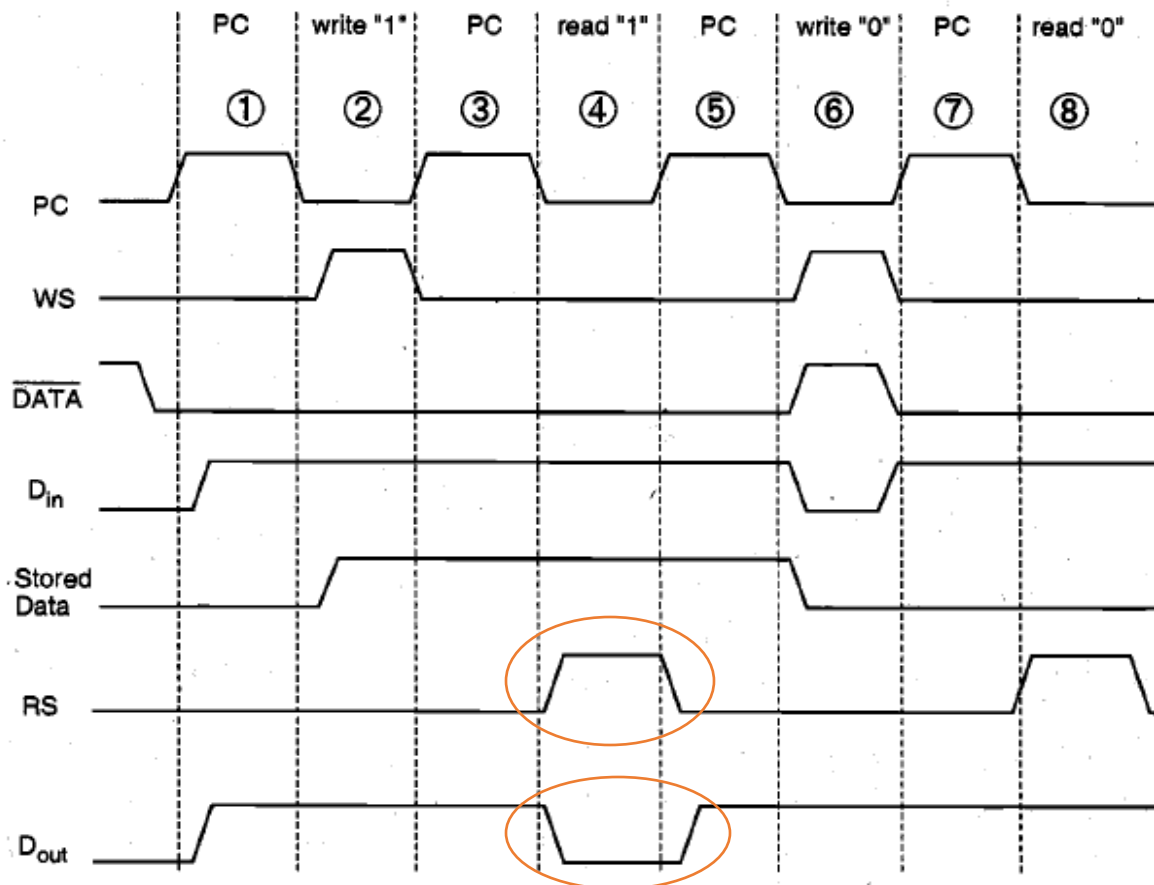 PC write "1" PC read "1" PC write "0" PC read "0"
① ② ③ ④ ⑤ ⑥ ⑦ ⑧
PC
WS
D̅A̅T̅A̅
Din
Stored
Data
RS
Dout